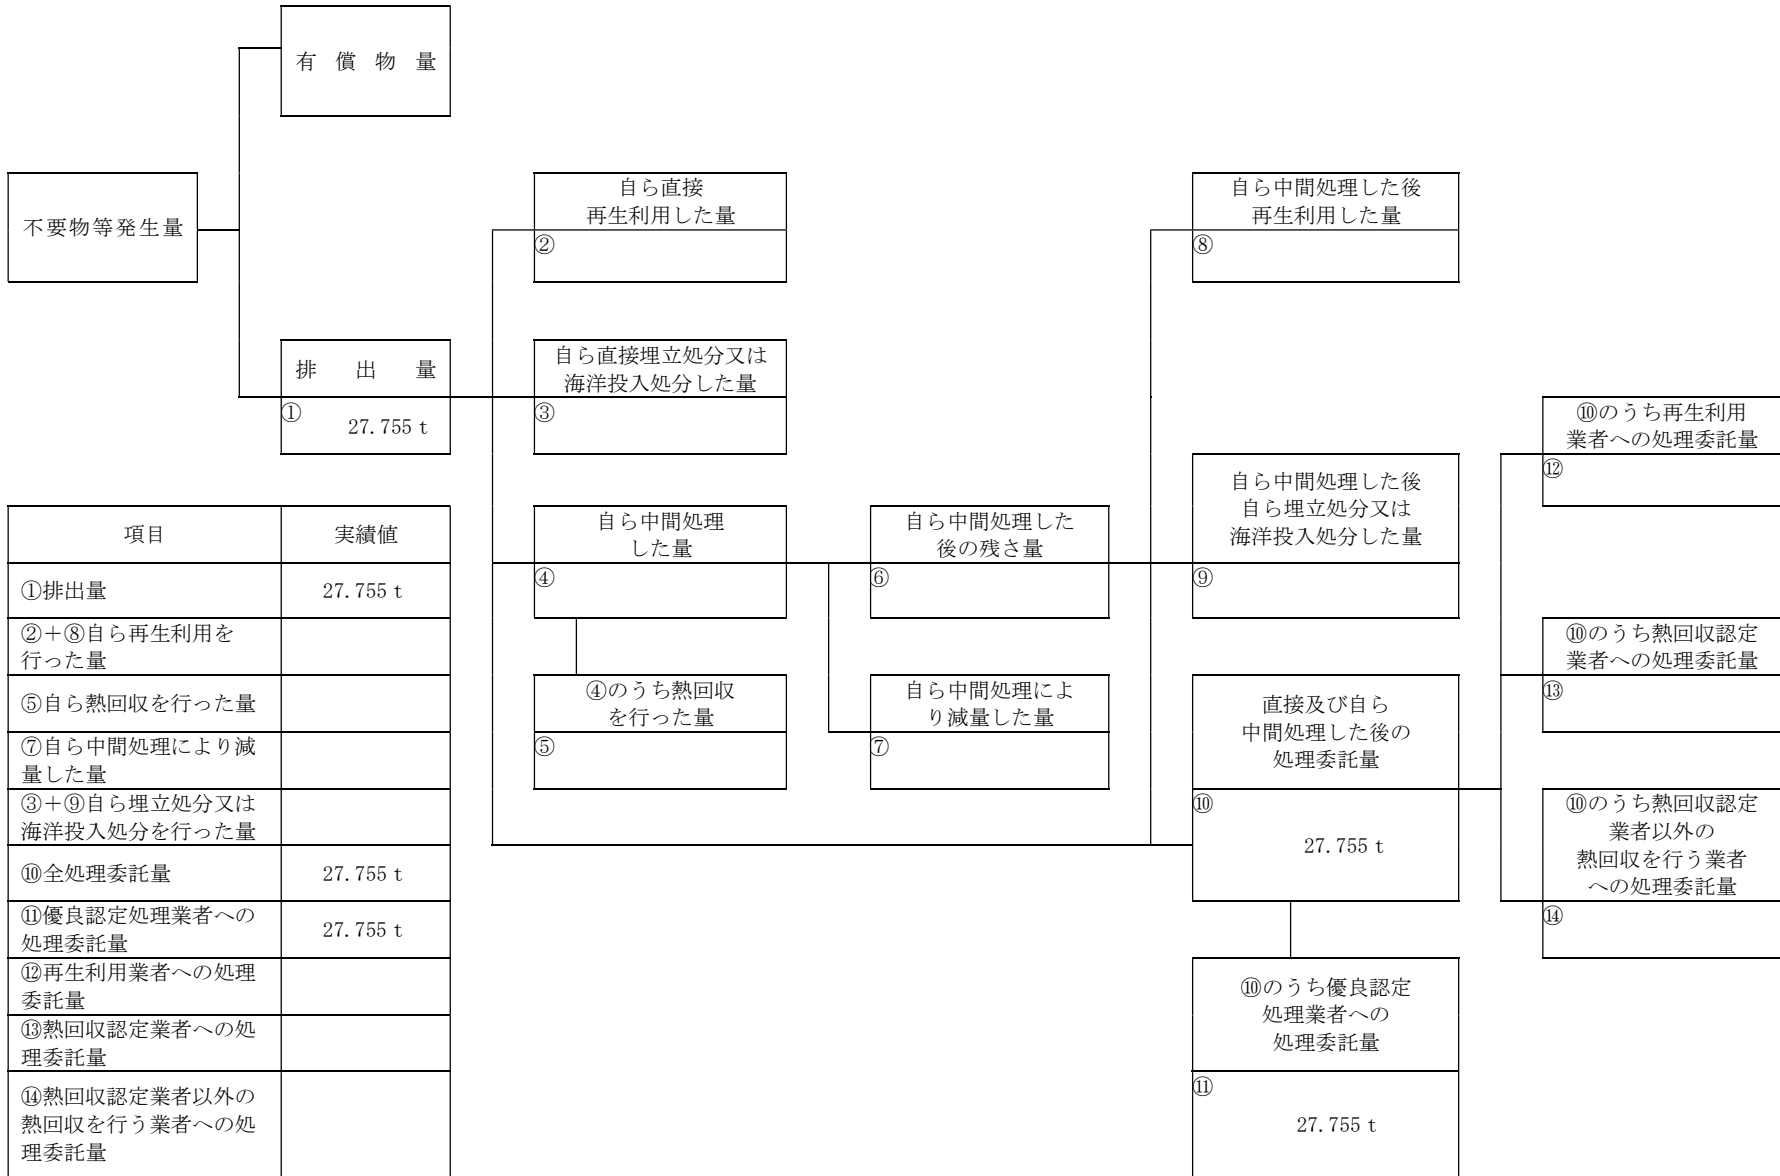 有 償 物 量
不要物等発生量
自ら直接
再生利用した量
②
自ら中間処理した後
再生利用した量
⑧
排 出 量
①
27.755 t
自ら直接埋立処分又は
海洋投入処分した量
③
⑩のうち再生利用
業者への処理委託量
⑫
自ら中間処理した後
自ら埋立処分又は
海洋投入処分した量
⑨
自ら中間処理
した量
④
自ら中間処理した
後の残さ量
⑥
④のうち熱回収
を行った量
⑤
自ら中間処理によ
り減量した量
⑦
直接及び自ら
中間処理した後の
処理委託量
⑩
27.755 t
⑩のうち熱回収認定
業者への処理委託量
⑬
⑩のうち熱回収認定
業者以外の
熱回収を行う業者
への処理委託量
⑭
⑩のうち優良認定
処理業者への
処理委託量
⑪
27.755 t
項目 実績値
①排出量 27.755 t
②+⑧自ら再生利用を
行った量
⑤自ら熱回収を行った量
⑦自ら中間処理により減
量した量
③+⑨自ら埋立処分又は
海洋投入処分を行った量
⑩全処理委託量 27.755 t
⑪優良認定処理業者への
処理委託量 27.755 t
⑫再生利用業者への処理
委託量
⑬熱回収認定業者への処
理委託量
⑭熱回収認定業者以外の
熱回収を行う業者への処
理委託量